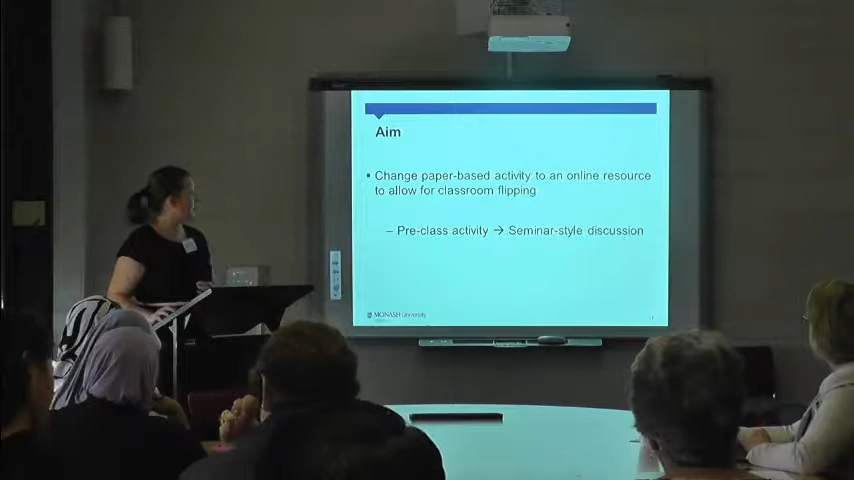 Aim
▪ Change paper-based activity to an online resource
to allow for classroom flipping
– Pre-class activity → Seminar-style discussion
MONASH University